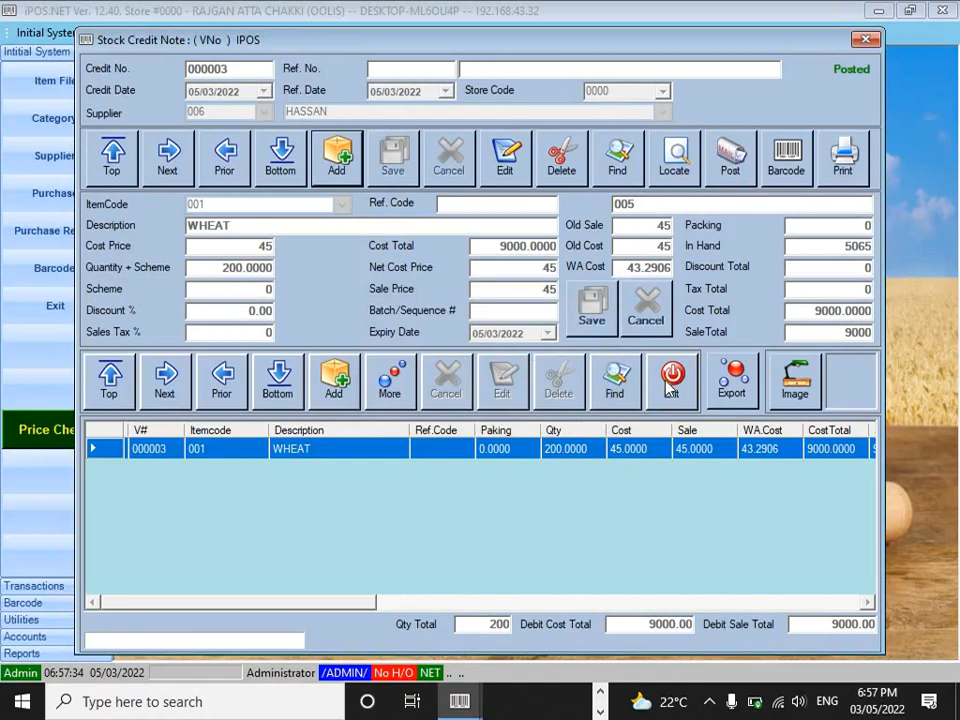 iPOS.NET Ver. 12.40. Store #0000 -- RAJGAN ATTA CHAKKI (OOLIS) -- DESKTOP-ML6OU4P -- 192.168.43.32
Initial Syste
Initial System
Item File
Category
Supplier
Purchase
Purchase Re
Barcode
Exit
Price Che
Transactions
Barcode
Utilities
Accounts
Reports
Stock Credit Note : ( VNo ) IPOS
Credit No. 000003 Ref. No. Posted
Credit Date 05/03/2022 Ref. Date 05/03/2022 Store Code 0000
Supplier 006 HASSAN
Top Next Prior Bottom Add Save Cancel Edit Delete Find Locate Post Barcode Print
ItemCode 001 Ref. Code 005
Description WHEAT Old Sale 45 Packing 0
Cost Price 45 Cost Total 9000.0000 Old Cost 45 In Hand 5065
Quantity + Scheme 200.0000 Net Cost Price 45 WA Cost 43.2906 Discount Total 0
Scheme 0 Sale Price 45 Tax Total 0
Discount % 0.00 Batch/Sequence # Save Cancel Cost Total 9000.0000
Sales Tax % 0 Expiry Date 05/03/2022 SaleTotal 9000
Top Next Prior Bottom Add More Cancel Edit Delete Find Export Image
V# Itemcode Description Ref.Code Paking Qty Cost Sale WA.Cost CostTotal
000003 001 WHEAT 0.0000 200.0000 45.0000 45.0000 43.2906 9000.0000
Qty Total 200 Debit Cost Total 9000.00 Debit Sale Total 9000.00
Admin 06:57:34 05/03/2022 Administrator /ADMIN/ No H/O NET .. ..
Type here to search
22°C ENG
6:57 PM
03/05/2022